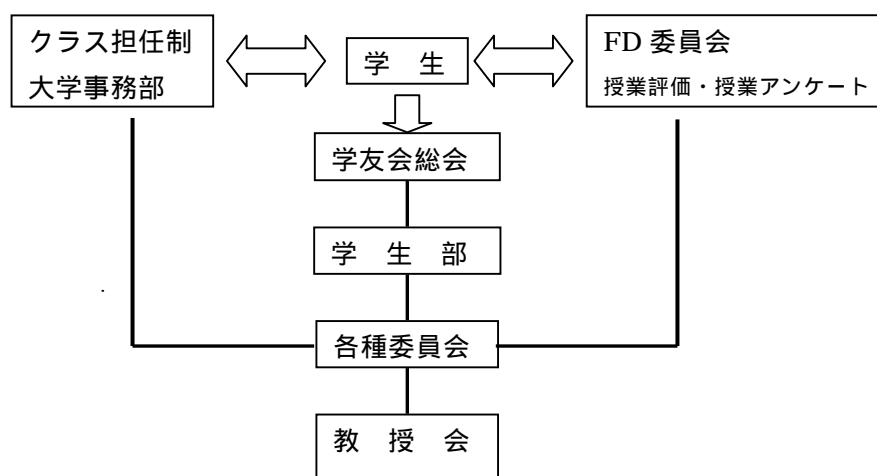 クラス担任制
大学事務部
学 生
FD 委員会
授業評価・授業アンケート
学友会総会
学 生 部
各種委員会
教 授 会